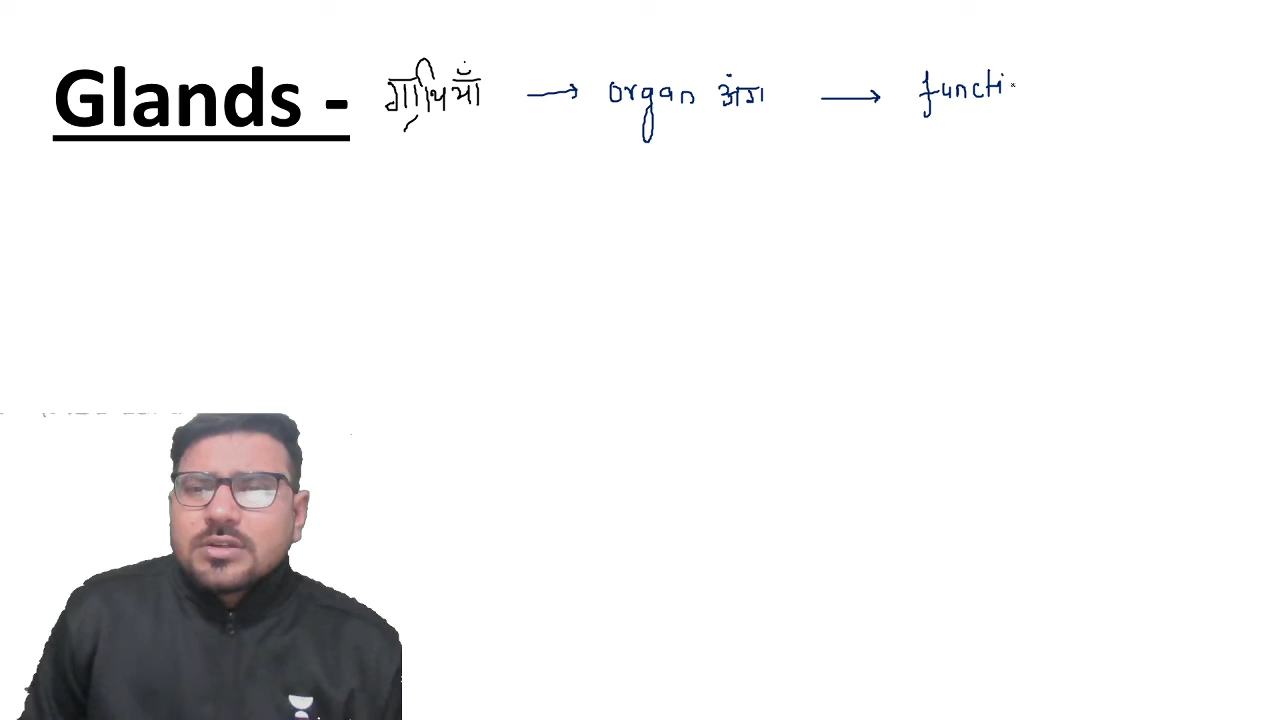 Glands - ग्रंथियाँ → organ अंग → functi